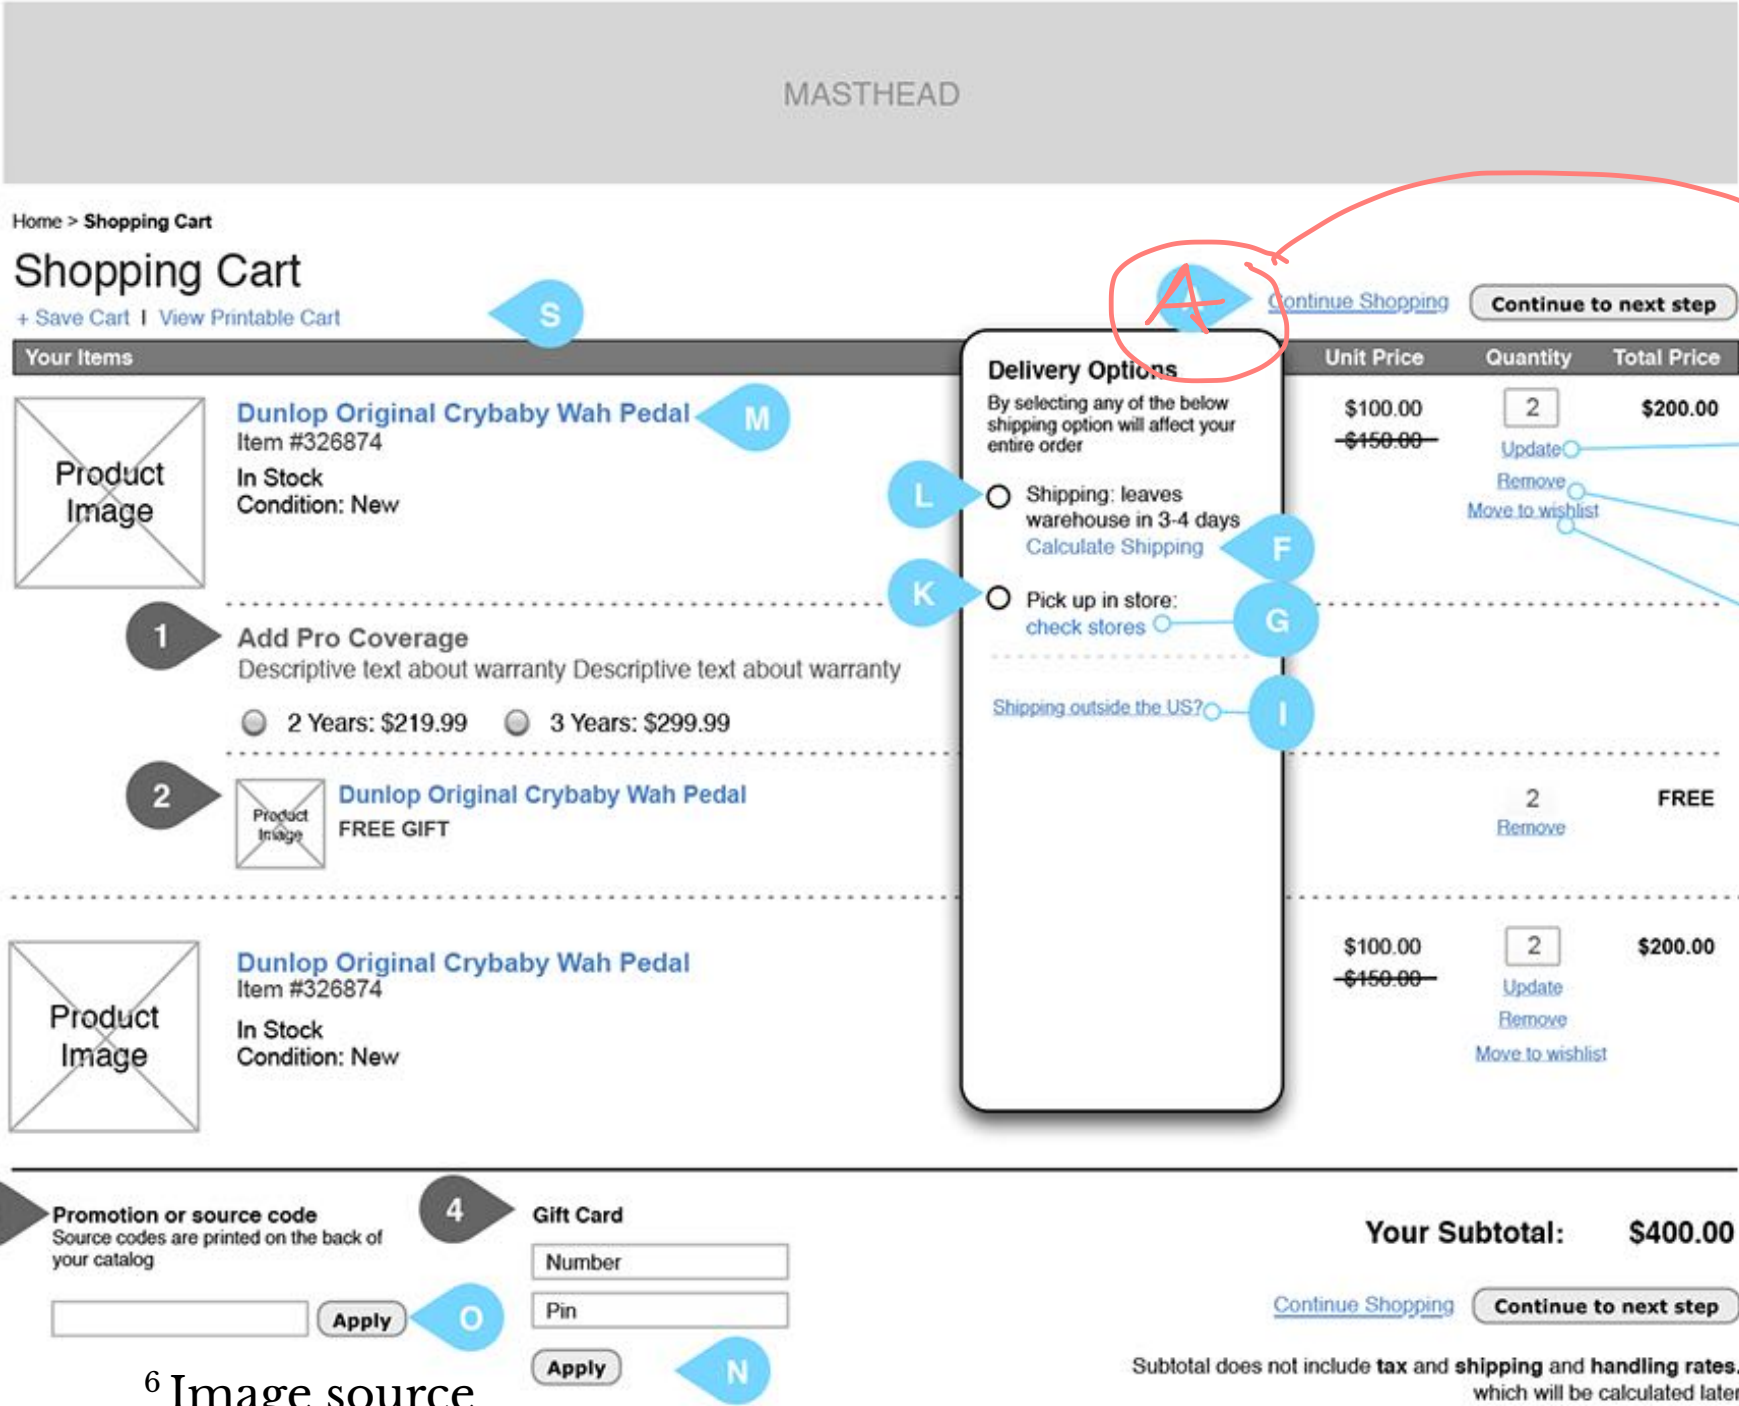 MASTHEAD
Home > Shopping Cart
Shopping Cart
+ Save Cart | View Printable Cart
S
A
Continue Shopping
Continue to next step
Your Items
Unit Price
Quantity
Total Price
Product
Image
Dunlop Original Crybaby Wah Pedal
M
Item #326874
In Stock
Condition: New
Delivery Options
By selecting any of the below
shipping option will affect your
entire order
L
Shipping: leaves
warehouse in 3-4 days
Calculate Shipping
F
K
Pick up in store:
check stores
G
Shipping outside the US?
I
$100.00
$150.00
2
Update
Remove
Move to wishlist
$200.00
1
Add Pro Coverage
Descriptive text about warranty Descriptive text about warranty
2 Years: $219.99
3 Years: $299.99
2
Product
Image
Dunlop Original Crybaby Wah Pedal
FREE GIFT
2
Remove
FREE
Product
Image
Dunlop Original Crybaby Wah Pedal
Item #326874
In Stock
Condition: New
$100.00
$150.00
2
Update
Remove
Move to wishlist
$200.00
Promotion or source code
Source codes are printed on the back of
your catalog
Apply
O
4
Gift Card
Number
Pin
Apply
N
Your Subtotal: $400.00
Continue Shopping
Continue to next step
Subtotal does not include tax and shipping and handling rates.
which will be calculated later
6 Image source